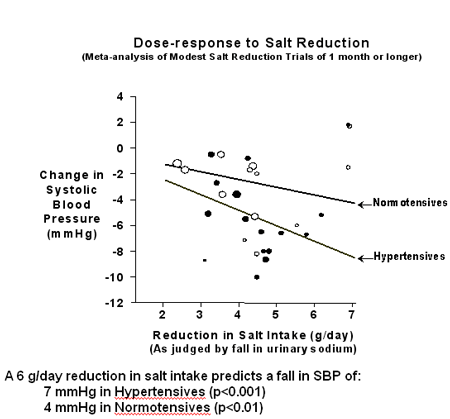 Dose-response to Salt Reduction
(Meta-analysis of Modest Salt Reduction Trials of 1 month or longer)
4
2
0
-2
-4
-6
-8
-10
-12
Change in
Systolic
Blood
Pressure
(mmHg)
Normotensives
Hypertensives
2
3
4
5
6
7
Reduction in Salt Intake (g/day)
(As judged by fall in urinary sodium)
A 6 g/day reduction in salt intake predicts a fall in SBP of:
7 mmHg in Hypertensives (p<0.001)
4 mmHg in Normotensives (p<0.01)